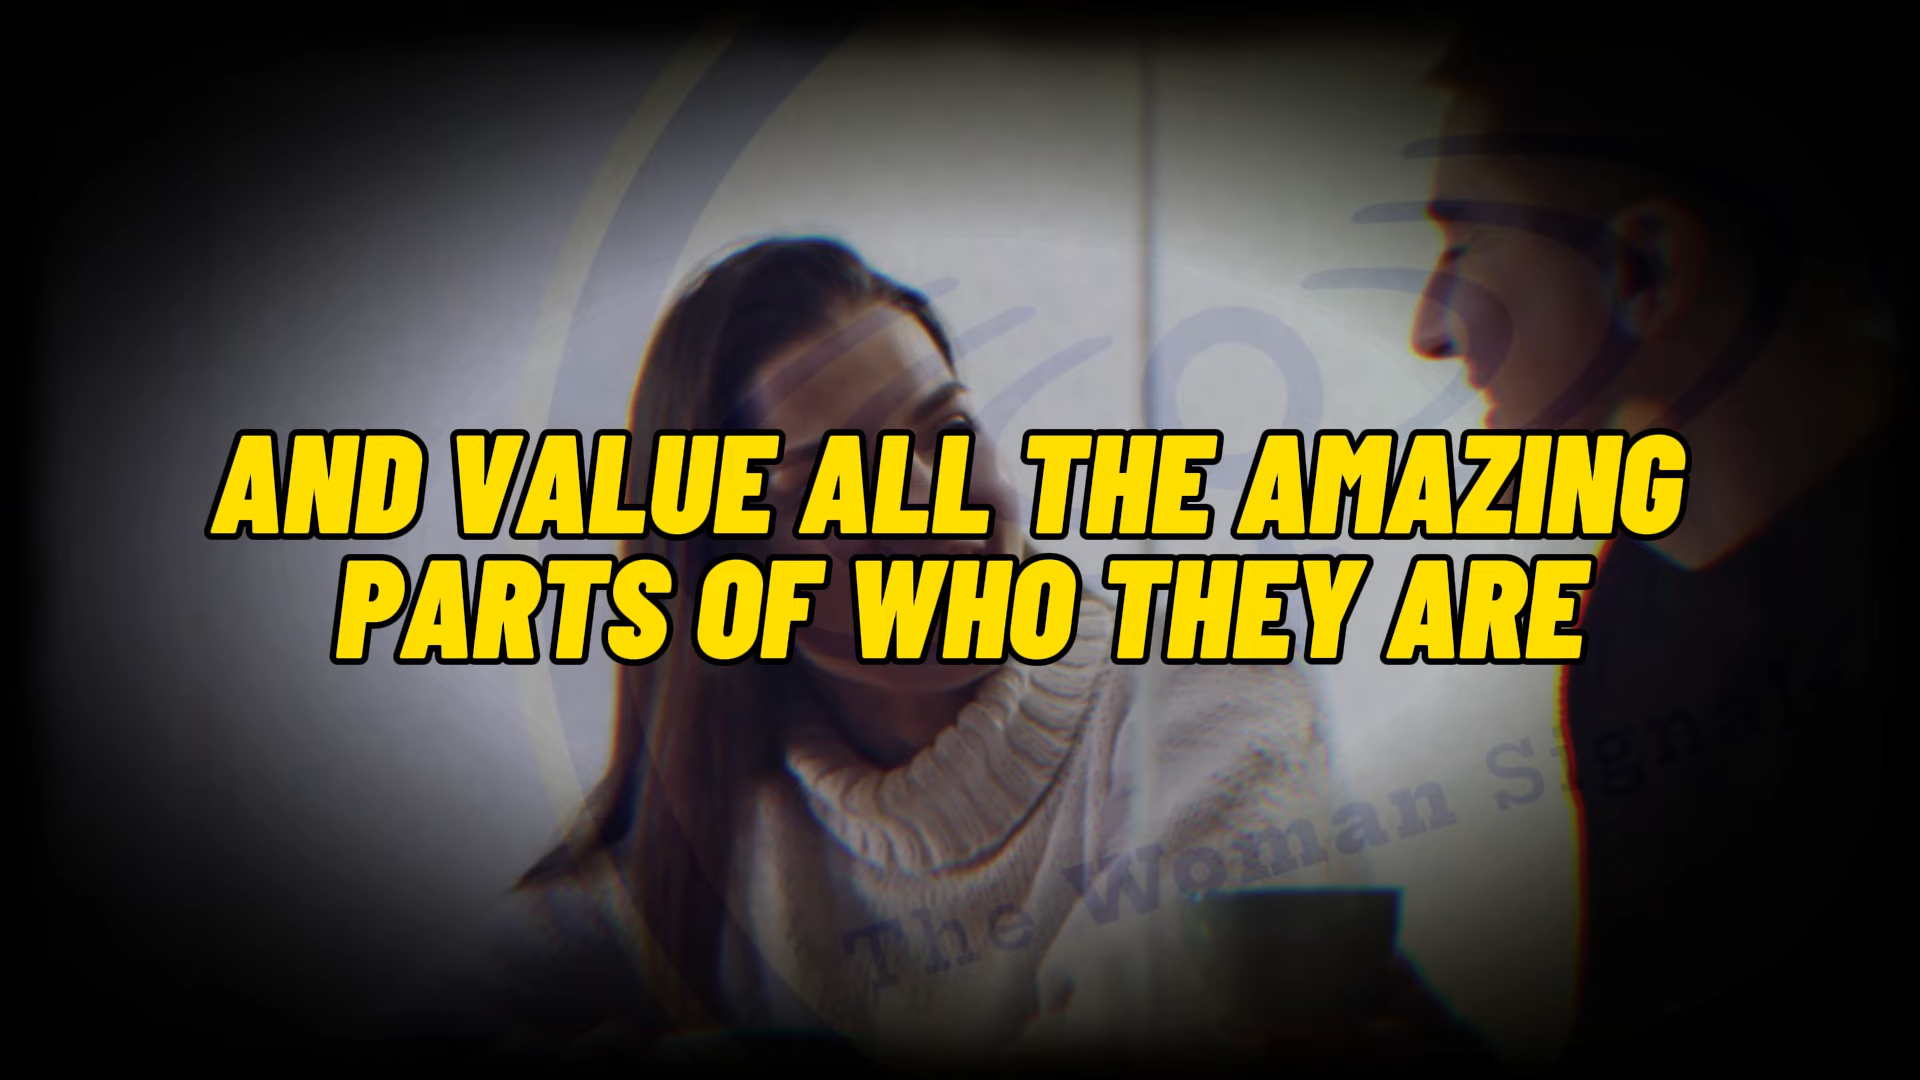 AND VALUE ALL THE AMAZING
PARTS OF WHO THEY ARE
The Woman Signals